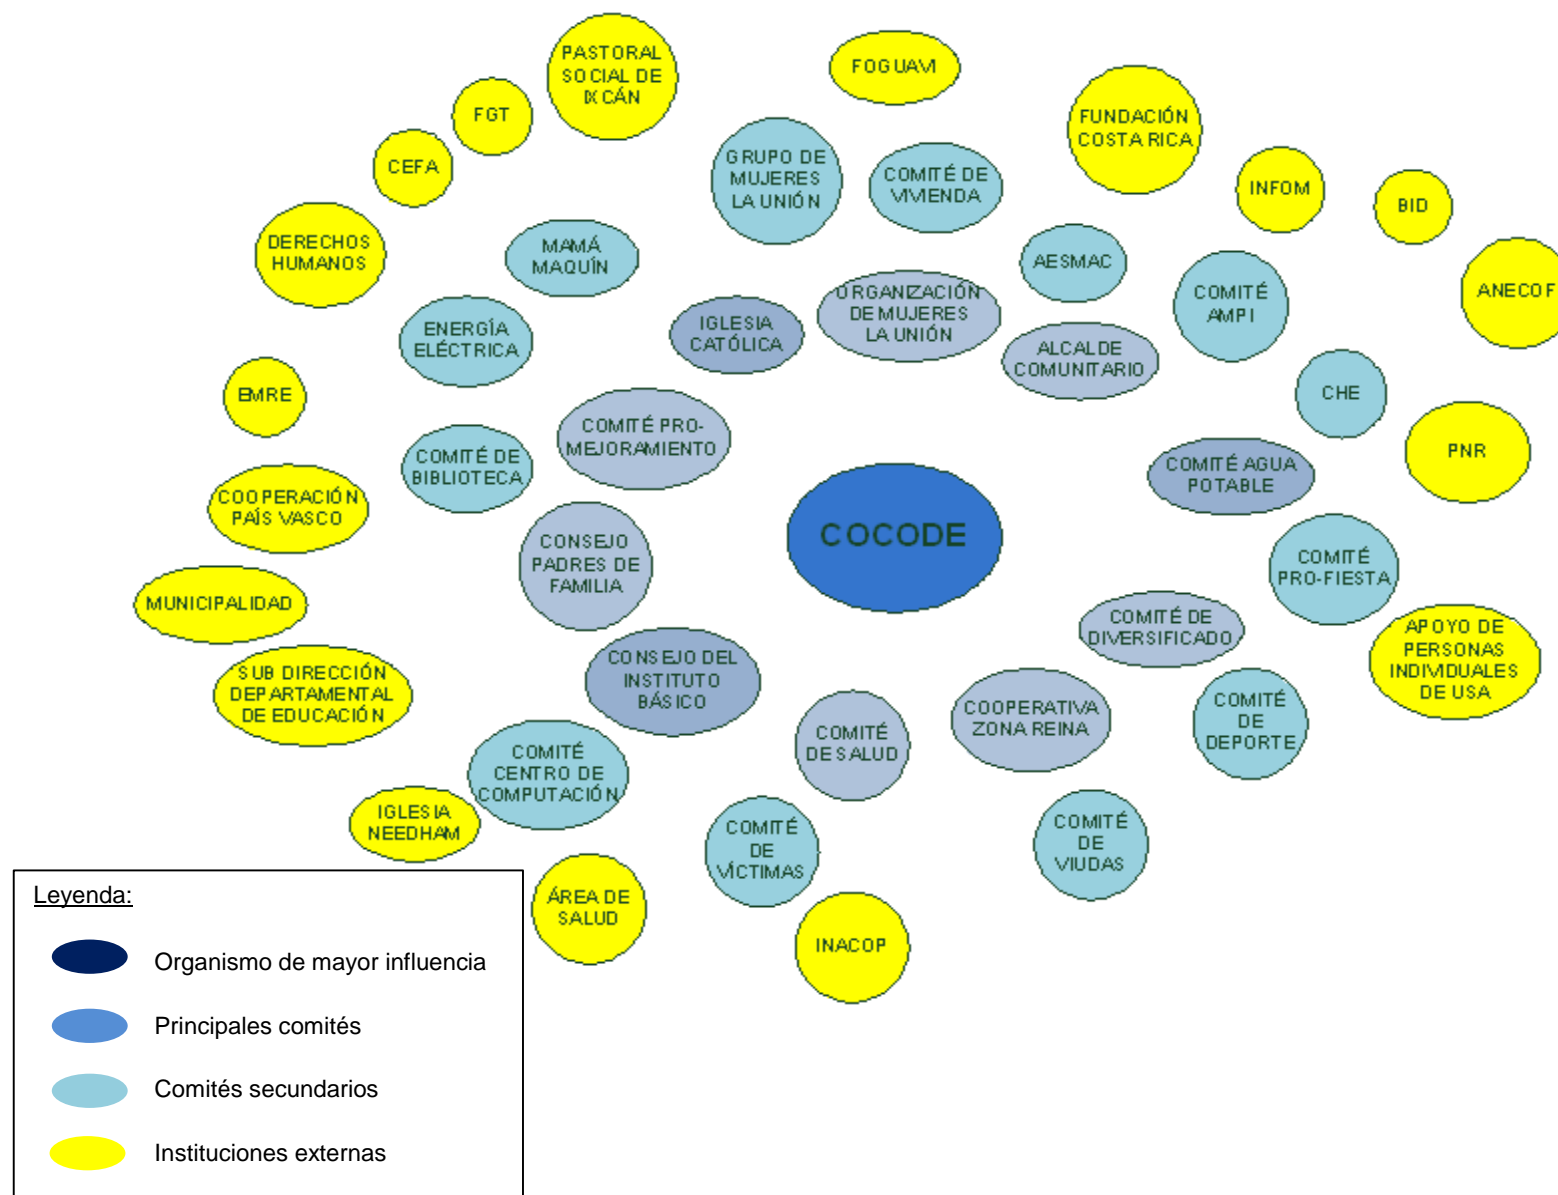 PASTORAL
SOCIAL DE
IXCÁN
FOGUAVI
FUNDACIÓN
COSTA RICA
FGT
CEFA
GRUPO DE
MUJERES
LA UNIÓN
COMITÉ DE
VIVIENDA
INFOM
BID
DERECHOS
HUMANOS
MAMÁ
MAQUÍN
AESMAC
COMITÉ
AMPI
ANECOF
ENERGÍA
ELÉCTRICA
IGLESIA
CATÓLICA
ORGANIZACIÓN
DE MUJERES
LA UNIÓN
ALCALDE
COMUNITARIO
EMRE
CHE
COMITÉ PRO-
MEJORAMIENTO
COMITÉ DE
BIBLIOTECA
COMITÉ AGUA
POTABLE
PNR
COOPERACIÓN
PAÍS VASCO
CONSEJO
PADRES DE
FAMILIA
COCODE
COMITÉ
PRO-FIESTA
MUNICIPALIDAD
COMITÉ DE
DIVERSIFICADO
APOYO DE
PERSONAS
INDIVIDUALES
DE USA
SUB DIRECCIÓN
DEPARTAMENTAL
DE EDUCACIÓN
CONSEJO DEL
INSTITUTO
BÁSICO
COMITÉ
DE SALUD
COOPERATIVA
ZONA REINA
COMITÉ
DE
DEPORTE
COMITÉ
CENTRO DE
COMPUTACIÓN
IGLESIA
NEEDHAM
COMITÉ
DE
VÍCTIMAS
COMITÉ
DE
VIUDAS
ÁREA DE
SALUD
INACOP
Leyenda:
Organismo de mayor influencia
Principales comités
Comités secundarios
Instituciones externas